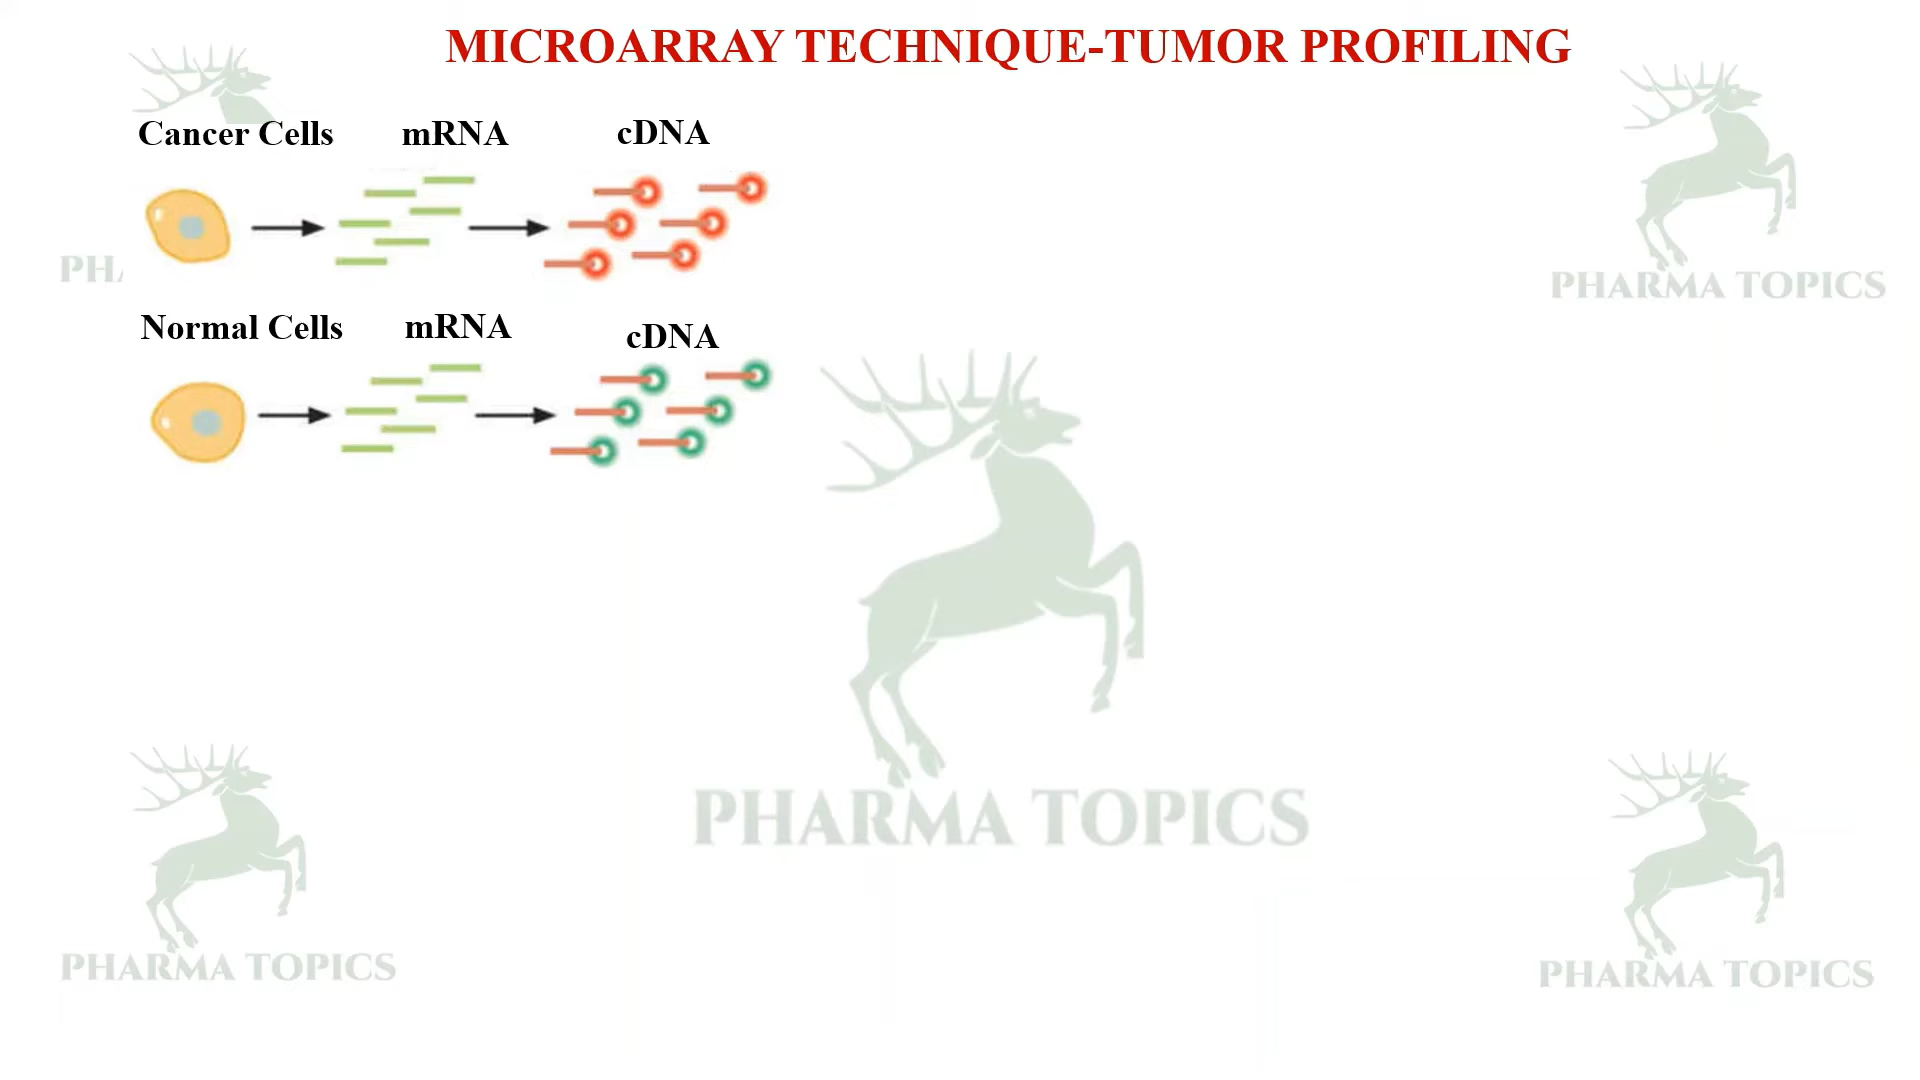 MICROARRAY TECHNIQUE-TUMOR PROFILING
Cancer Cells mRNA cDNA
PH
PHARMA TOPICS
Normal Cells mRNA cDNA
PHARMA TOPICS
PHARMA TOPICS
PHARMA TOPICS